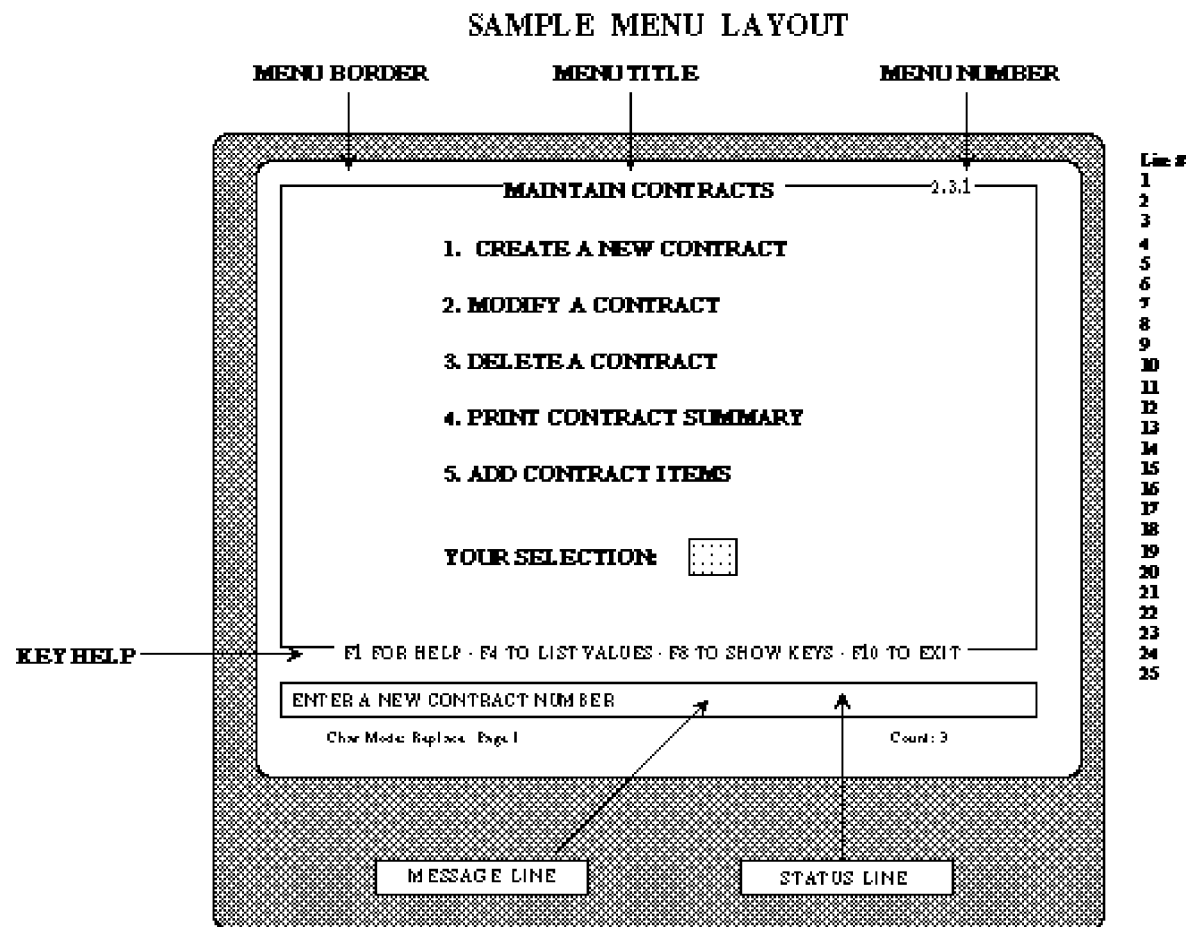 SAMPLE MENU LAYOUT
MENU BORDER MENU TITLE MENU NUMBER
Line #
MAINTAIN CONTRACTS 2.3.1
1. CREATE A NEW CONTRACT
2. MODIFY A CONTRACT
3. DELETE A CONTRACT
4. PRINT CONTRACT SUMMARY
5. ADD CONTRACT ITEMS
YOUR SELECTION:
KEY HELP
F1 FOR HELP - F4 TO LIST VALUES - F8 TO SHOW KEYS - F10 TO EXIT
ENTER A NEW CONTRACT NUMBER
Char Mode: Replace Page 1 Count: 3
MESSAGE LINE STATUS LINE
1
2
3
4
5
6
7
8
9
10
11
12
13
14
15
16
17
18
19
20
21
22
23
24
25